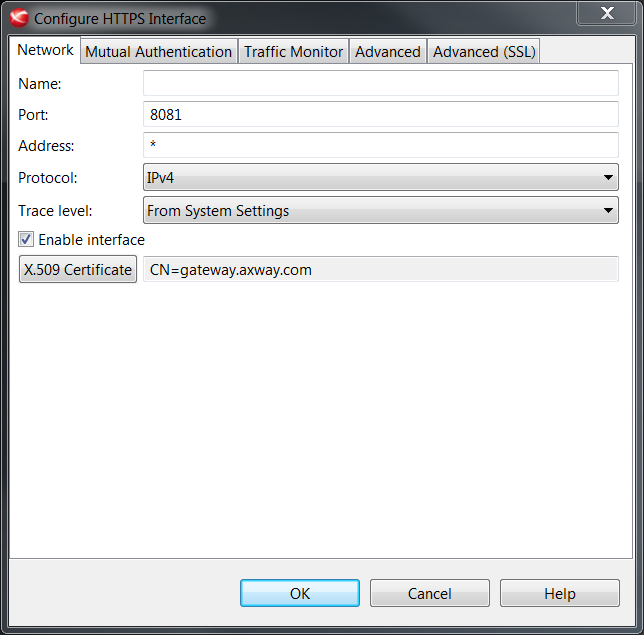 Configure HTTPS Interface
Network Mutual Authentication Traffic Monitor Advanced Advanced (SSL)
Name:
Port: 8081
Address: *
Protocol: IPv4
Trace level: From System Settings
Enable interface
X.509 Certificate CN=gateway.axway.com
OK Cancel Help